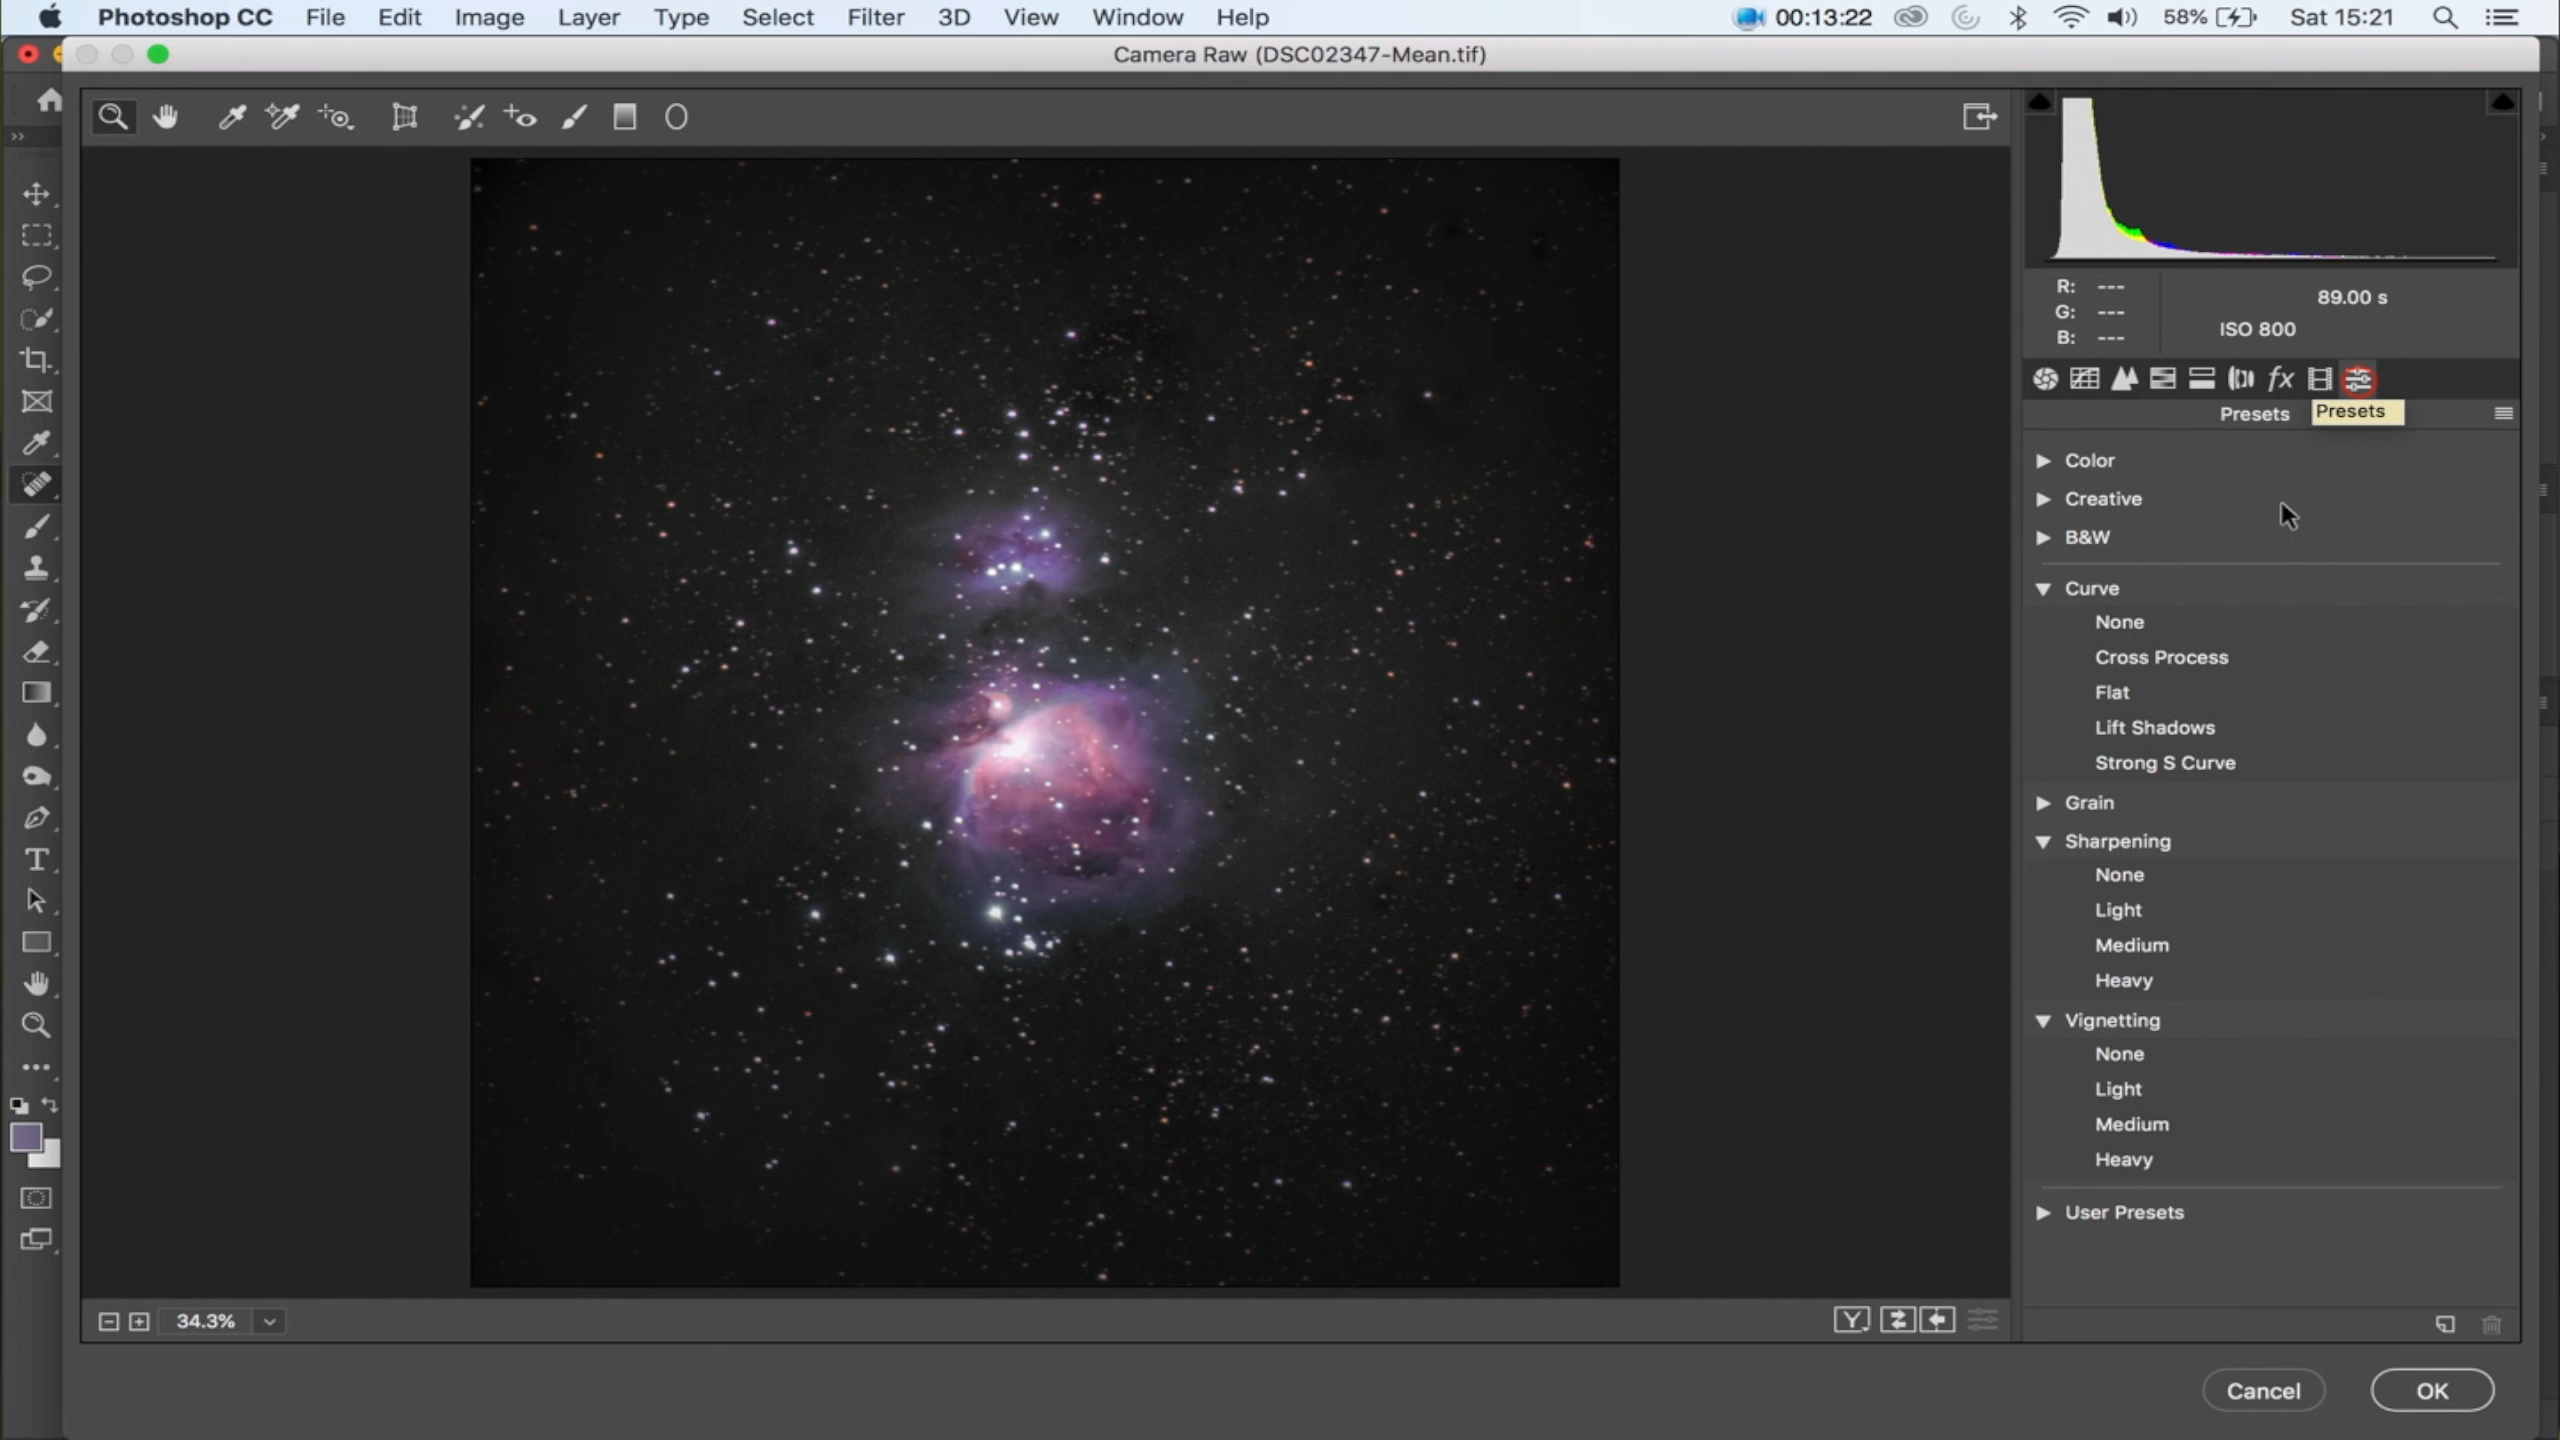 Photoshop CC File Edit Image Layer Type Select Filter 3D View Window Help 00:13:22 58% Sat 15:21
Camera Raw (DSC02347-Mean.tif)
R: ---
G: ---
B: ---
89.00 s
ISO 800
fx
Presets
Presets
Color
Creative
B&W
Curve
None
Cross Process
Flat
Lift Shadows
Strong S Curve
Grain
Sharpening
None
Light
Medium
Heavy
Vignetting
None
Light
Medium
Heavy
User Presets
34.3%
Y
Cancel OK